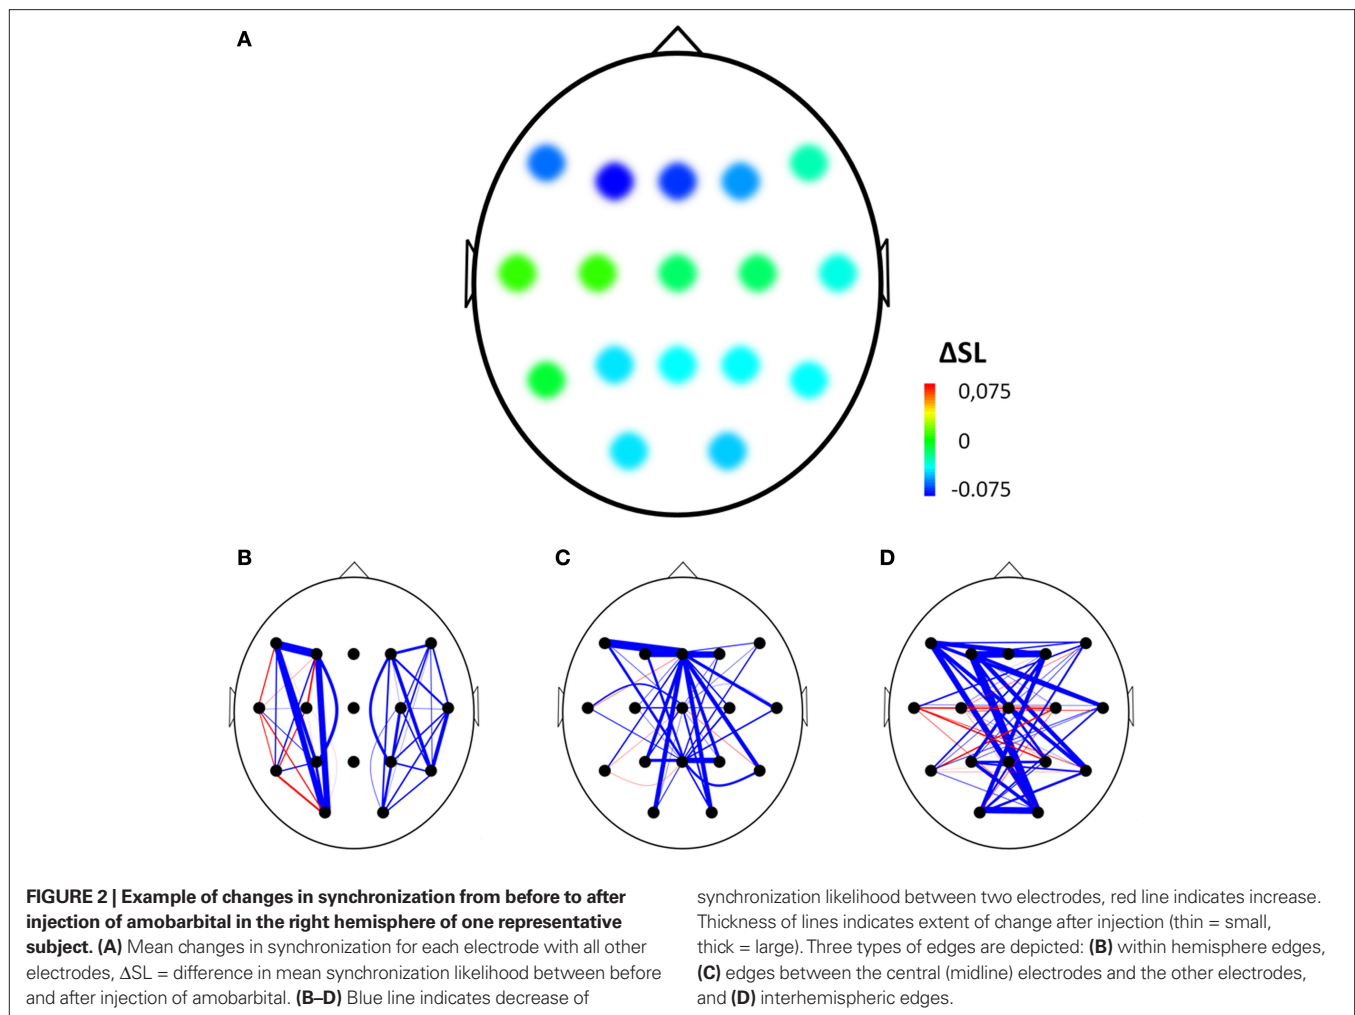 A
ΔSL
0,075
0
-0.075
B
C
D
FIGURE 2 | Example of changes in synchronization from before to after
injection of amobarbital in the right hemisphere of one representative
subject. (A) Mean changes in synchronization for each electrode with all other
electrodes, ΔSL = difference in mean synchronization likelihood between before
and after injection of amobarbital. (B–D) Blue line indicates decrease of
synchronization likelihood between two electrodes, red line indicates increase.
Thickness of lines indicates extent of change after injection (thin = small,
thick = large). Three types of edges are depicted: (B) within hemisphere edges,
(C) edges between the central (midline) electrodes and the other electrodes,
and (D) interhemispheric edges.